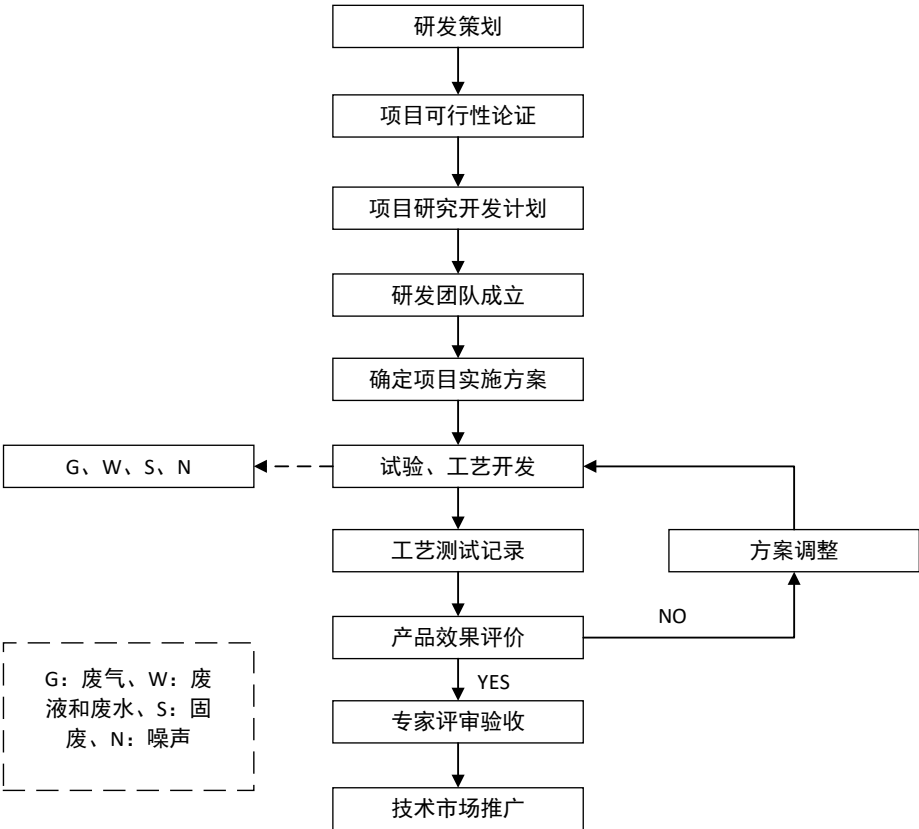 研发策划
项目可行性论证
项目研究开发计划
研发团队成立
确定项目实施方案
G、W、S、N
试验、工艺开发
工艺测试记录
方案调整
产品效果评价
NO
YES
G：废气、W：废
液和废水、S：固
废、N：噪声
专家评审验收
技术市场推广